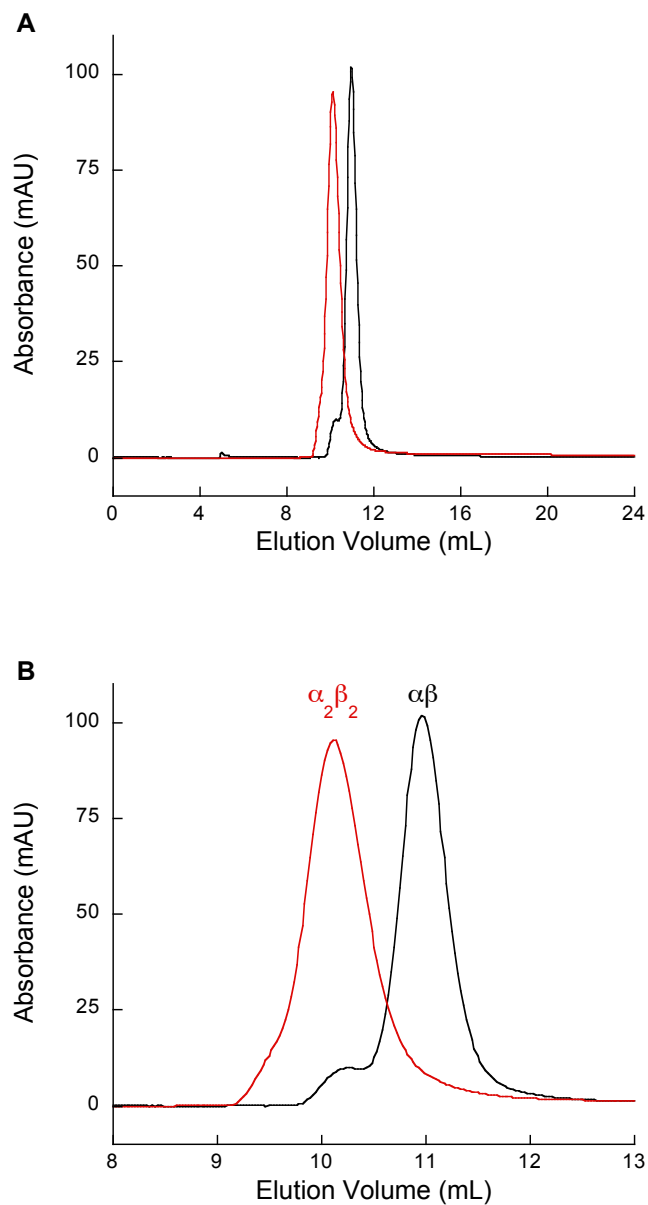 A
100
75
50
25
0
Absorbance (mAU)
0 4 8 12 16 20 24
Elution Volume (mL)
B
α₂β₂ αβ
100
75
50
25
0
Absorbance (mAU)
8 9 10 11 12 13
Elution Volume (mL)